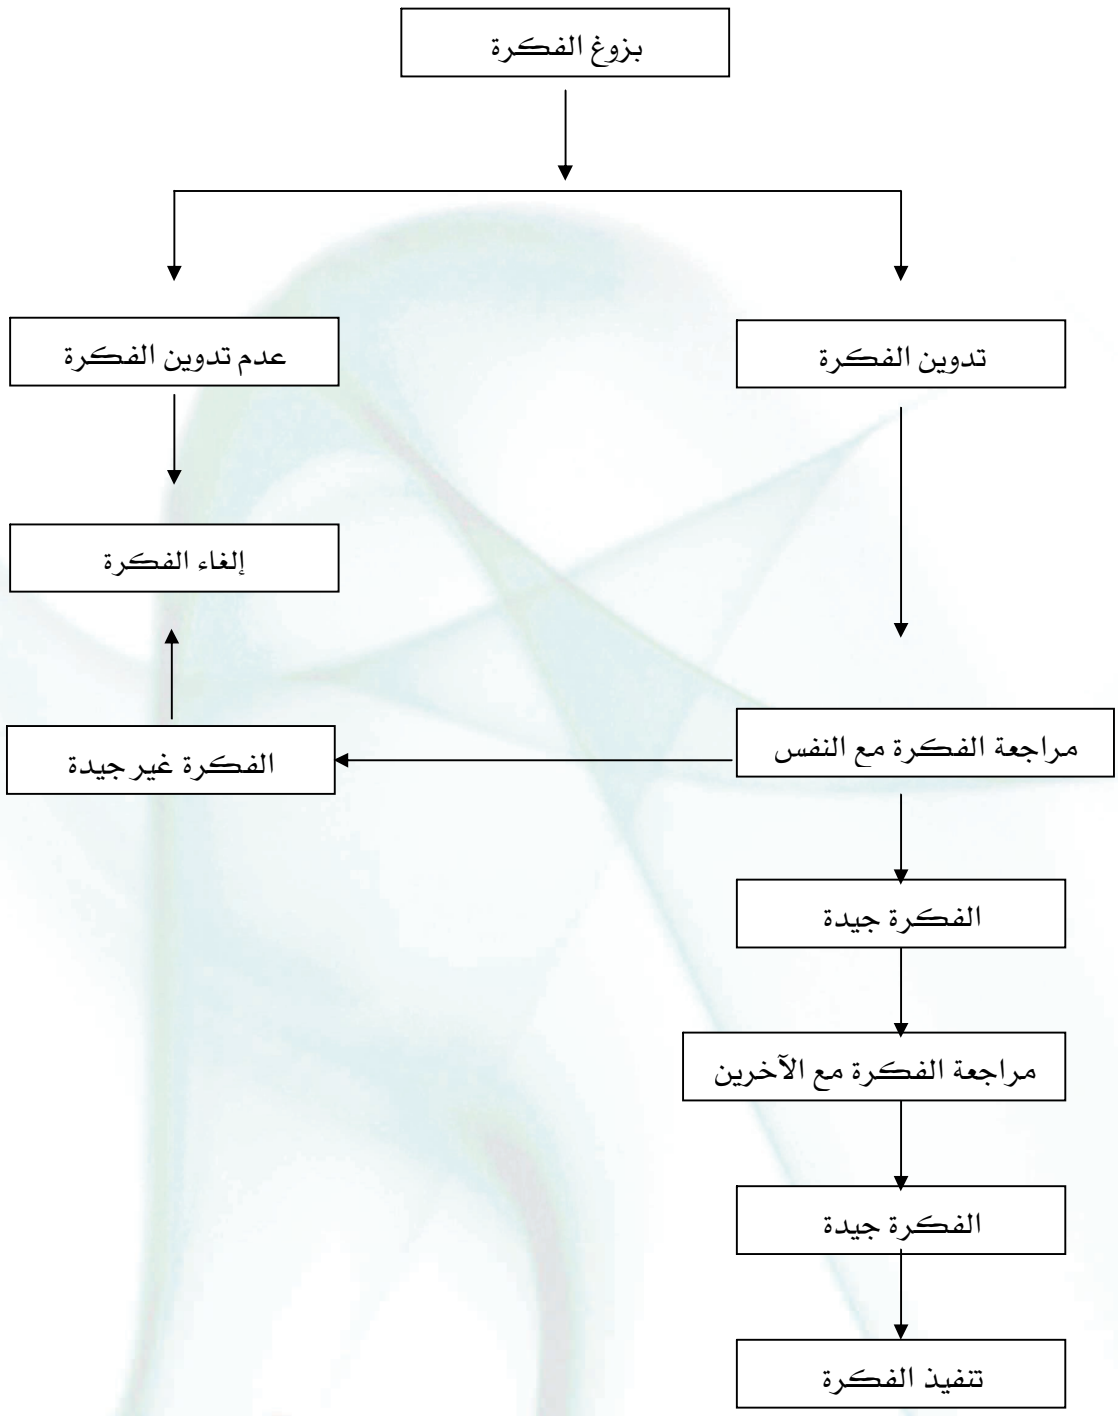 بزوغ الفكرة
تدوين الفكرة
عدم تدوين الفكرة
إلغاء الفكرة
مراجعة الفكرة مع النفس
الفكرة غير جيدة
الفكرة جيدة
مراجعة الفكرة مع الآخرين
الفكرة جيدة
تنفيذ الفكرة